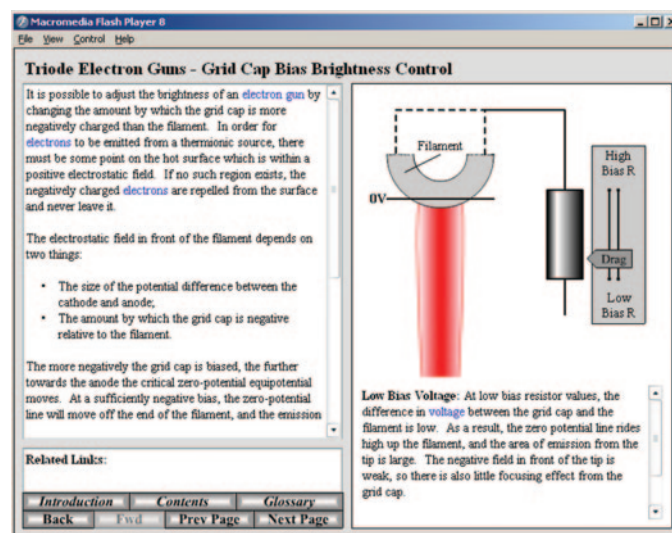 Macromedia Flash Player 8
File View Control Help
Triode Electron Guns - Grid Cap Bias Brightness Control
It is possible to adjust the brightness of an electron gun by
changing the amount by which the grid cap is more
negatively charged than the filament. In order for
electrons to be emitted from a thermionic source, there
must be some point on the hot surface which is within a
positive electrostatic field. If no such region exists, the
negatively charged electrons are repelled from the surface
and never leave it.
The electrostatic field in front of the filament depends on
two things:
• The size of the potential difference between the
cathode and anode;
• The amount by which the grid cap is negative
relative to the filament.
The more negatively the grid cap is biased, the further
towards the anode the critical zero-potential equipotential
moves. At a sufficiently negative bias, the zero-potential
line will move off the end of the filament, and the emission
Related Links:
Introduction Contents Glossary
Back Fwd Prev Page Next Page
Filament
0V
High
Bias R
Drag
Low
Bias R
Low Bias Voltage: At low bias resistor values, the
difference in voltage between the grid cap and the
filament is low. As a result, the zero potential line rides
high up the filament, and the area of emission from the
tip is large. The negative field in front of the tip is
weak, so there is also little focusing effect from the
grid cap.